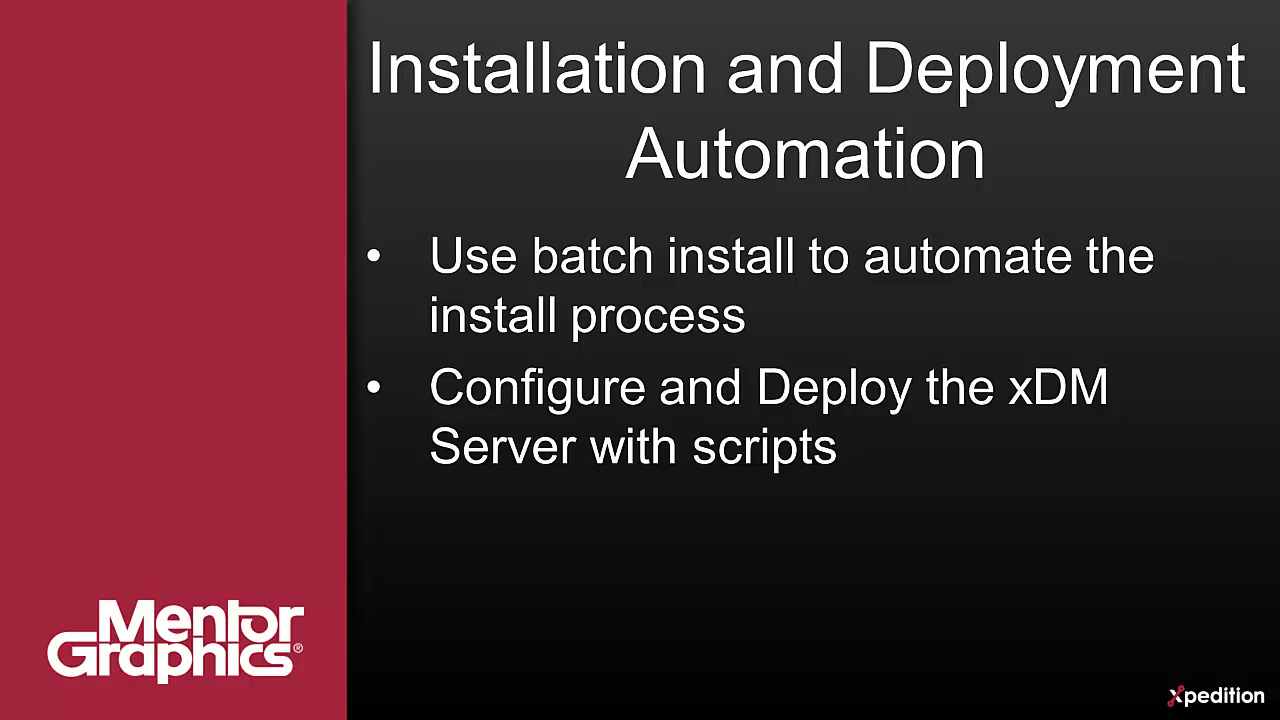 Installation and Deployment
Automation
• Use batch install to automate the
install process
• Configure and Deploy the xDM
Server with scripts
Mentor
Graphics®
Xpedition